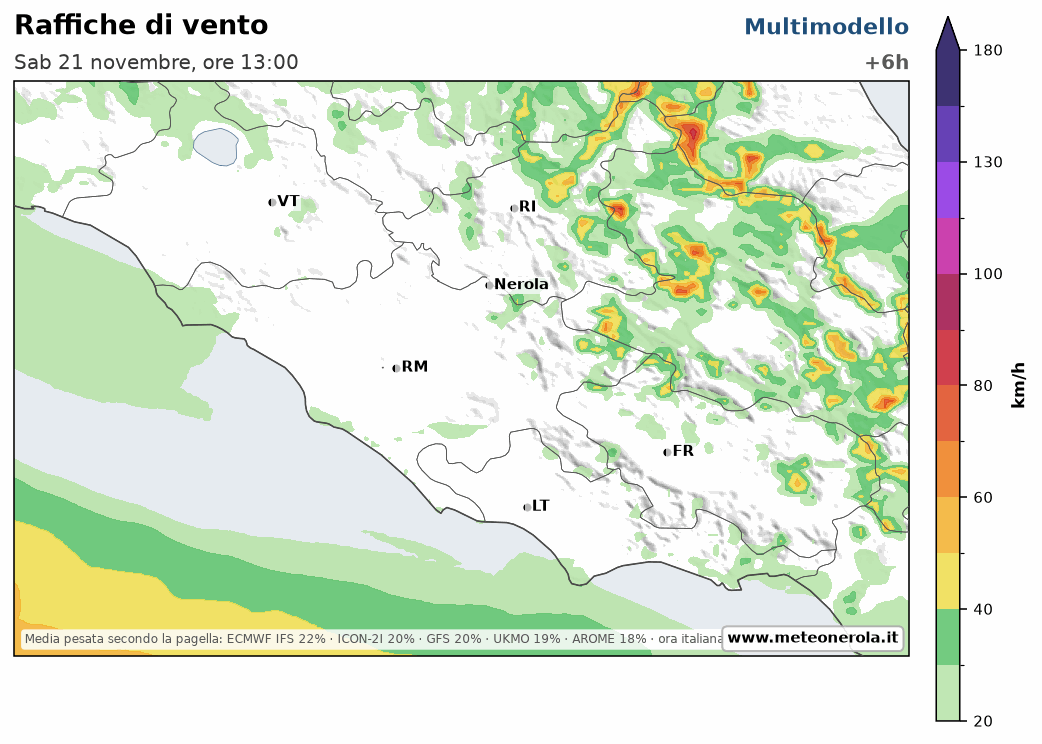 Raffiche di vento
Multimodello
Sab 21 novembre, ore 13:00
+6h
VT
RI
Nerola
RM
FR
LT
Media pesata secondo la pagella: ECMWF IFS 22% · ICON-2I 20% · GFS 20% · UKMO 19% · AROME 18% · ora italiana
www.meteonerola.it
180
130
100
80
60
40
20
km/h